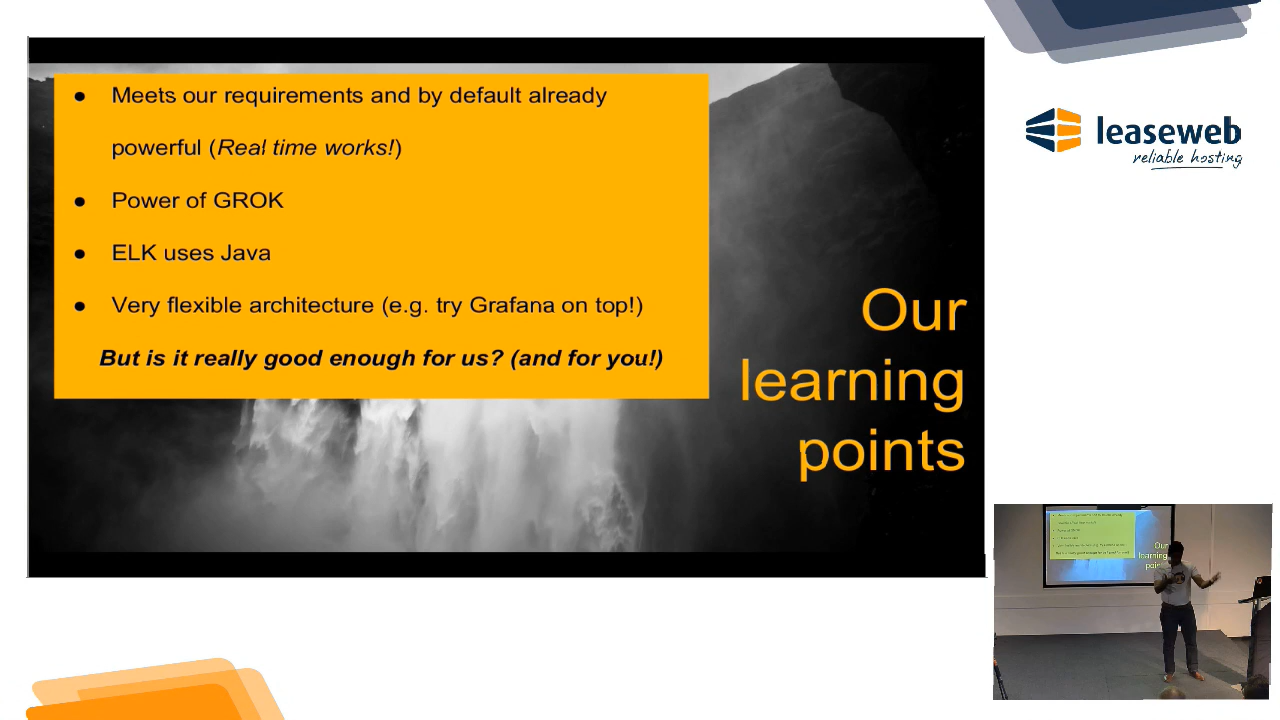 ● Meets our requirements and by default already
powerful (Real time works!)
● Power of GROK
● ELK uses Java
● Very flexible architecture (e.g. try Grafana on top!)
But is it really good enough for us? (and for you!)
Our
learning
points
leaseweb
reliable hosting
Our
learning